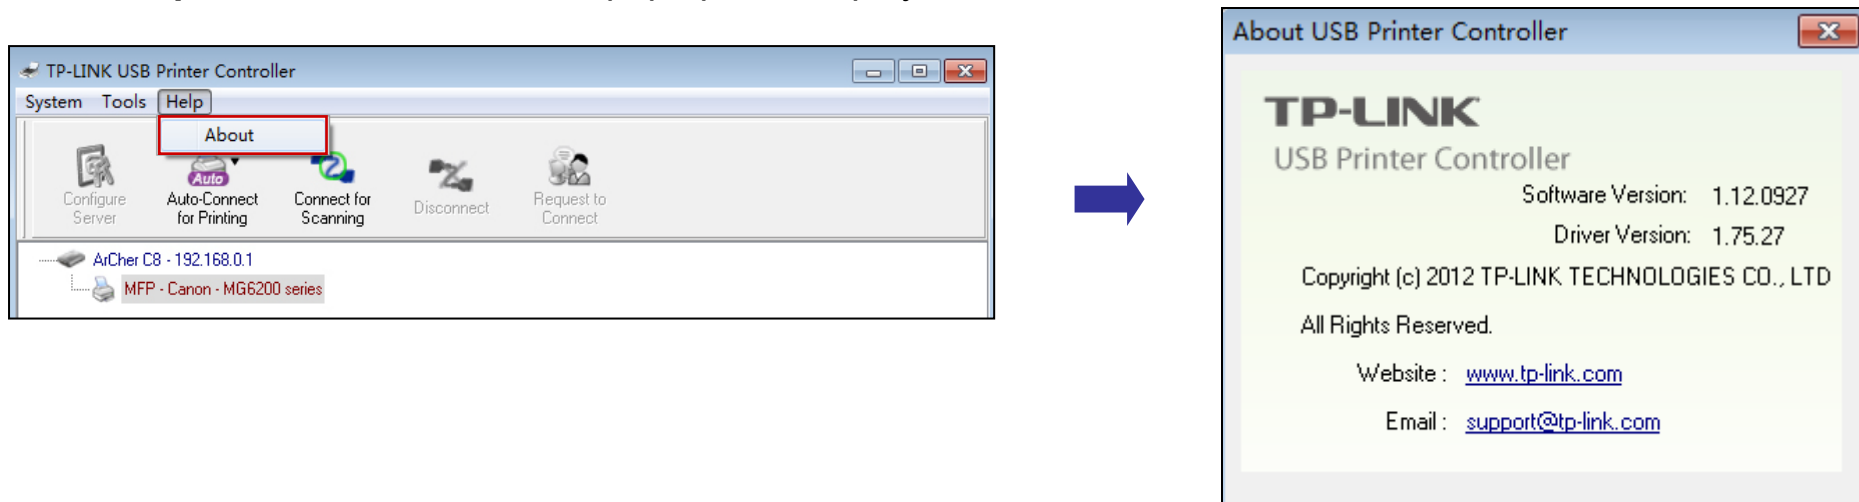 TP-LINK USB Printer Controller
System Tools Help
About
Configure Server
Auto
Auto-Connect for Printing
Connect for Scanning
Disconnect
Request to Connect
ArCher C8 - 192.168.0.1
MFP - Canon - MG6200 series
About USB Printer Controller
TP-LINK
USB Printer Controller
Software Version: 1.12.0927
Driver Version: 1.75.27
Copyright (c) 2012 TP-LINK TECHNOLOGIES CO., LTD
All Rights Reserved.
Website : www.tp-link.com
Email : support@tp-link.com